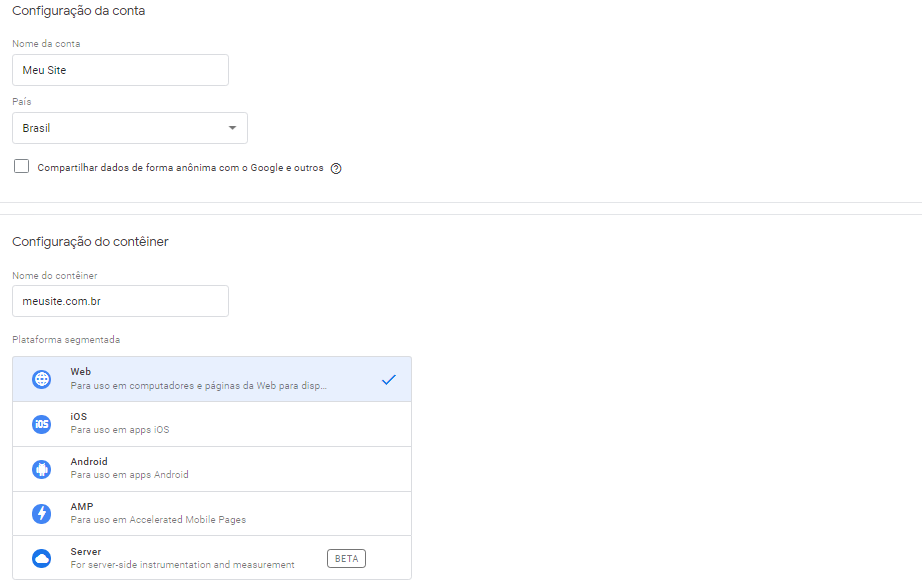 Configuração da conta
Nome da conta
Meu Site
País
Brasil
Compartilhar dados de forma anônima com o Google e outros
Configuração do contêiner
Nome do contêiner
meusite.com.br
Plataforma segmentada
Web
Para uso em computadores e páginas da Web para disp...
iOS
iOS
Para uso em apps iOS
Android
Para uso em apps Android
AMP
Para uso em Accelerated Mobile Pages
Server
For server-side instrumentation and measurement
BETA